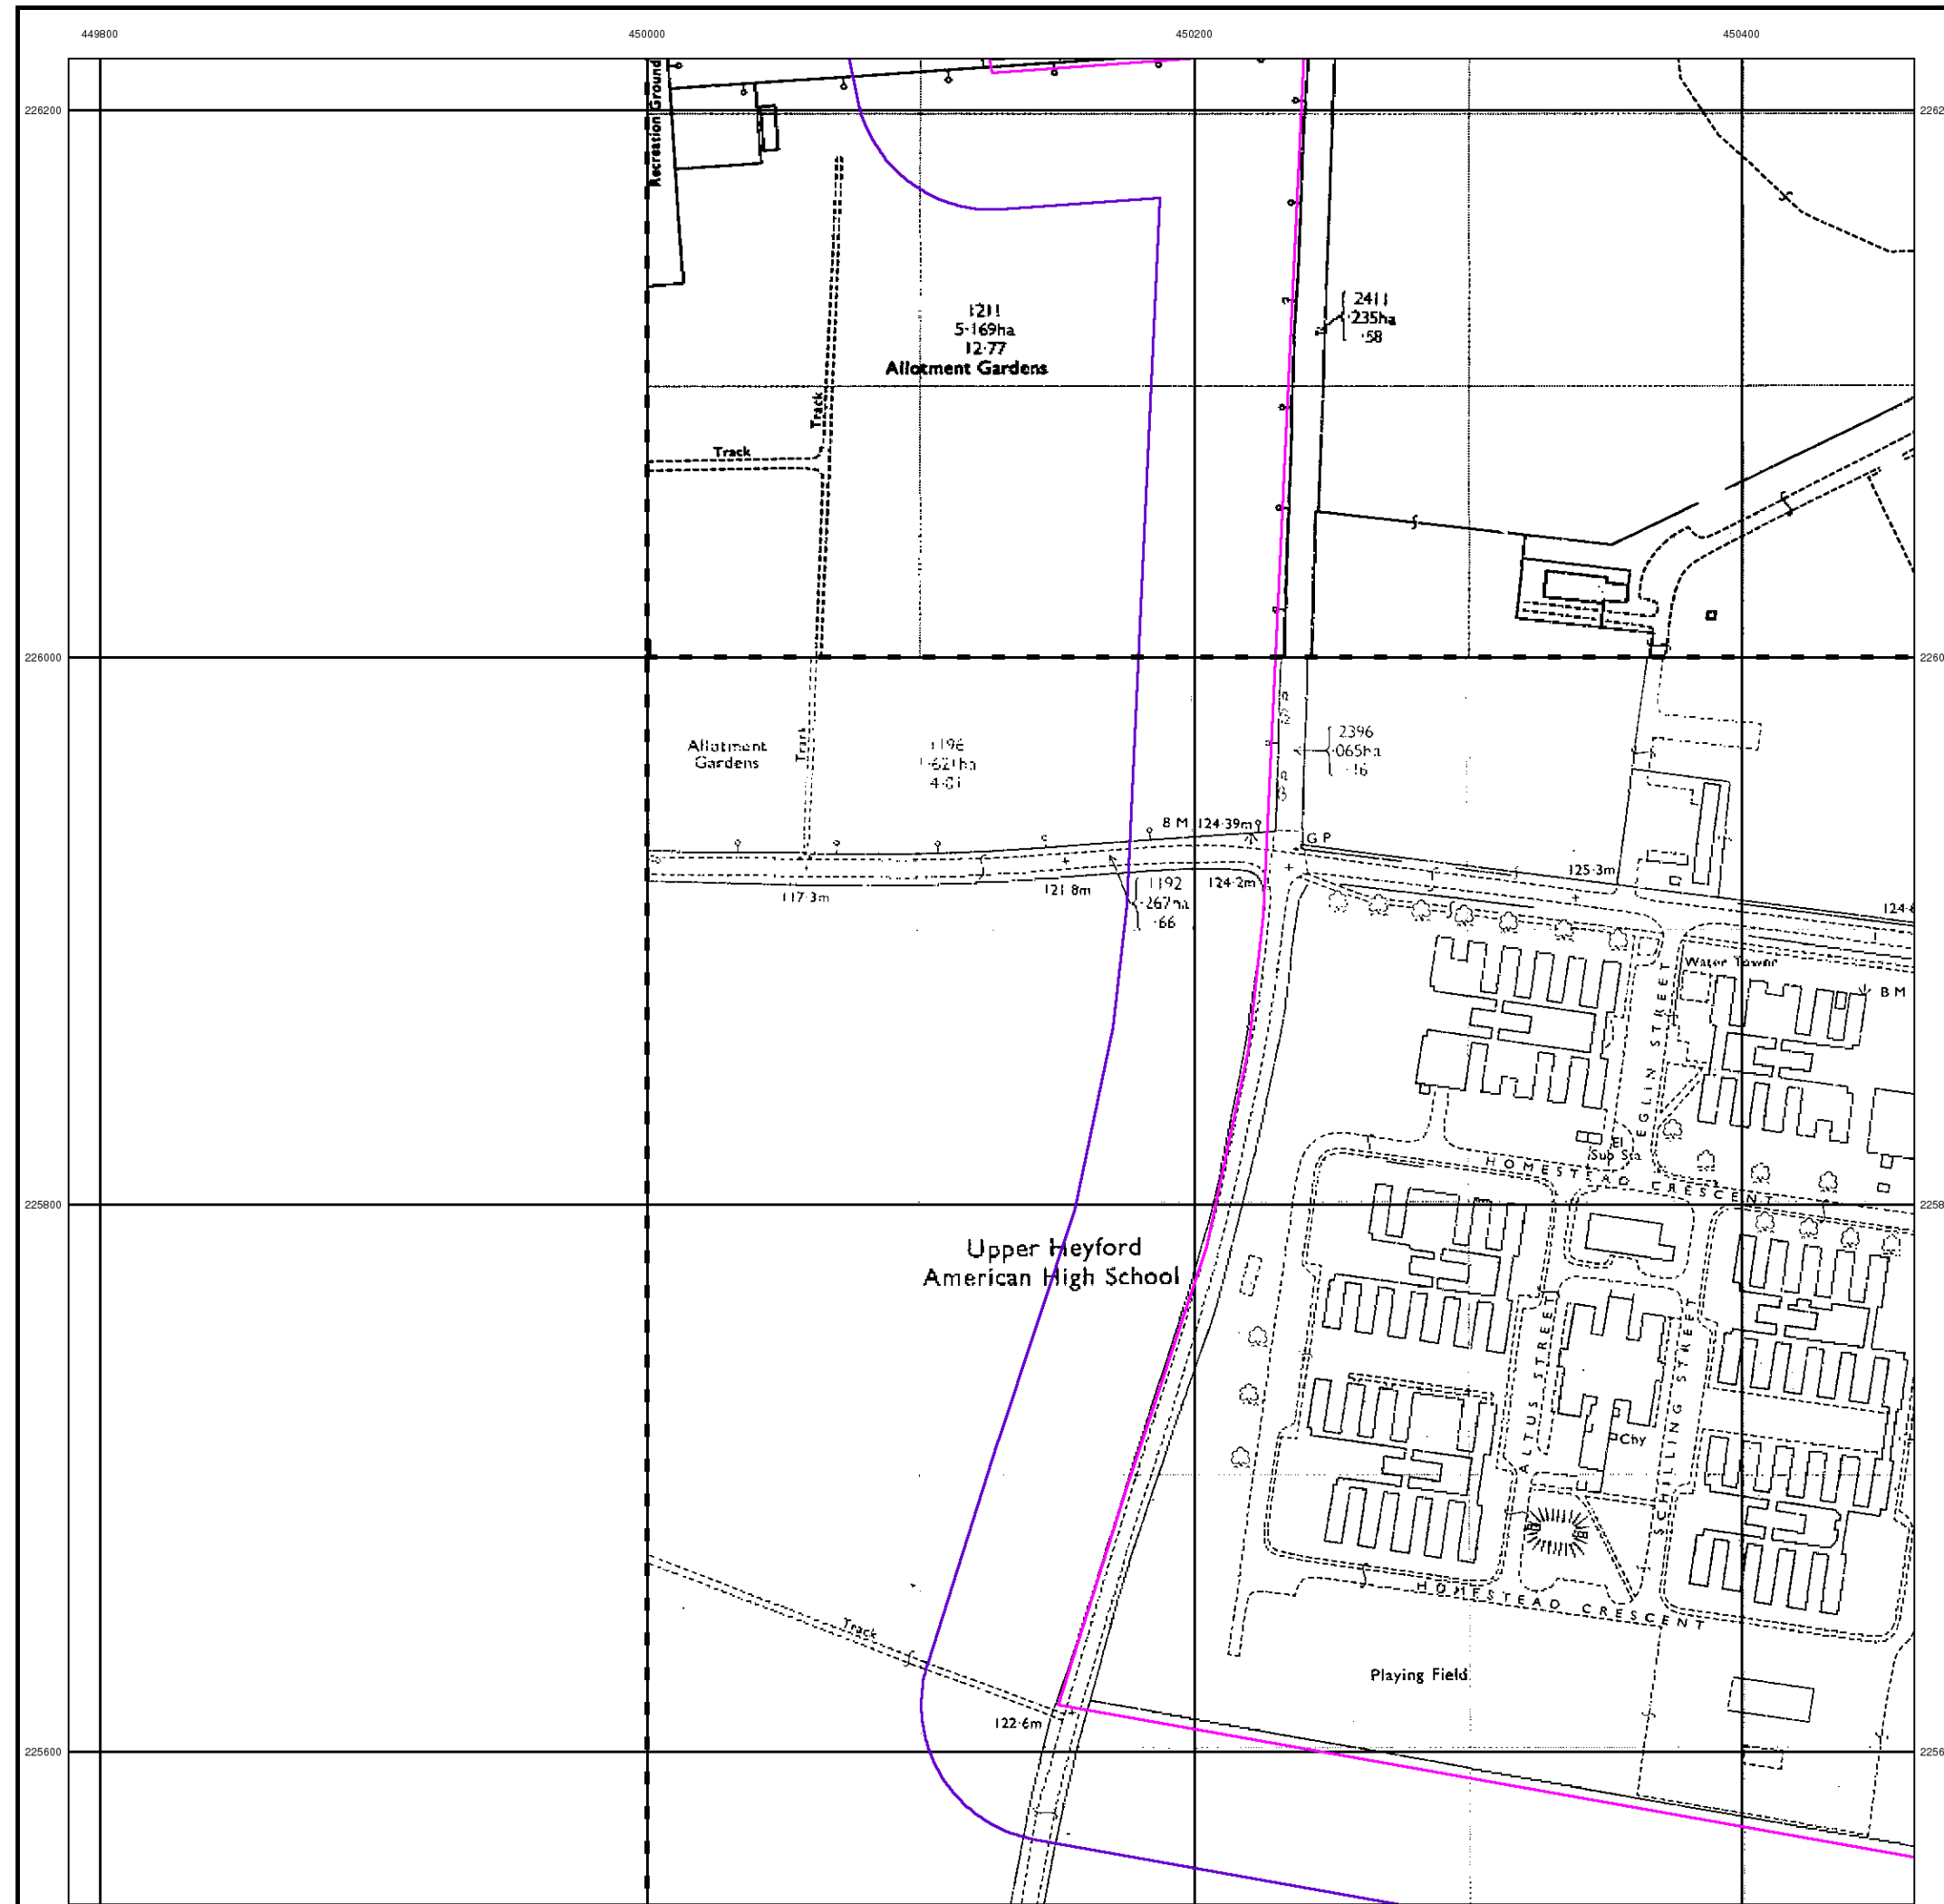 449800
450000
450200
450400
226200
Recreation Ground
1211
5·169ha
12·77
Allotment Gardens
2411
·235ha
·58
Track
Track
226000
Allotment
Gardens
Track
1196
1·621ha
4·01
2396
·065ha
·16
B M 124·39m
G P
117·3m
121·8m
1192
·267ha
·66
124·2m
125·3m
Water Tower
B M
EGLIN STREET
El
Sub Sta
HOMESTEAD CRESCENT
225800
Upper Heyford
American High School
ALTUS STREET
SCHILLING STREET
Chy
HOMESTEAD CRESCENT
Track
Playing Field
122·6m
225600